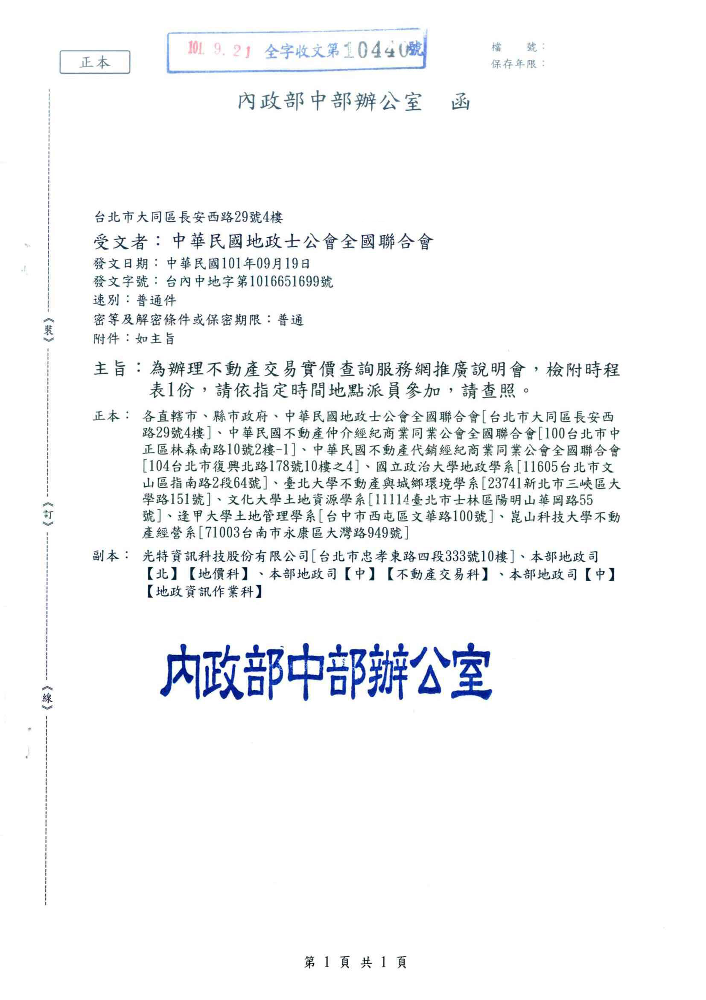 正本
101. 9. 21 全字收文第10440號
檔　　號：
保存年限：
內政部中部辦公室　函
台北市大同區長安西路29號4樓
受文者：中華民國地政士公會全國聯合會
發文日期：中華民國101年09月19日
發文字號：台內中地字第1016651699號
速別：普通件
密等及解密條件或保密期限：普通
附件：如主旨
主旨：為辦理不動產交易實價查詢服務網推廣說明會，檢附時程
表1份，請依指定時間地點派員參加，請查照。
正本：各直轄市、縣市政府、中華民國地政士公會全國聯合會[台北市大同區長安西
路29號4樓]、中華民國不動產仲介經紀商業同業公會全國聯合會[100台北市中
正區林森南路10號2樓-1]、中華民國不動產代銷經紀商業同業公會全國聯合會
[104台北市復興北路178號10樓之4]、國立政治大學地政學系[11605台北市文
山區指南路2段64號]、臺北大學不動產與城鄉環境學系[23741新北市三峽區大
學路151號]、文化大學土地資源學系[11114臺北市士林區陽明山華岡路55
號]、逢甲大學土地管理學系[台中市西屯區文華路100號]、崑山科技大學不動
產經營系[71003台南市永康區大灣路949號]
副本：光特資訊科技股份有限公司[台北市忠孝東路四段333號10樓]、本部地政司
【北】【地價科】、本部地政司【中】【不動產交易科】、本部地政司【中】
【地政資訊作業科】
內政部中部辦公室
《裝》
《訂》
《線》
第 1 頁 共 1 頁